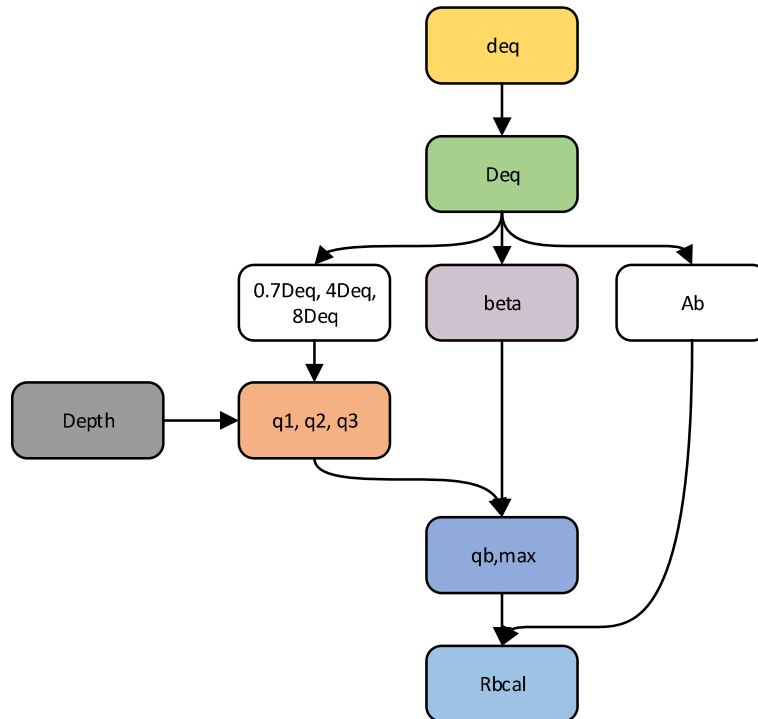 deq
Deq
0.7Deq, 4Deq,
8Deq
beta
Ab
Depth
q1, q2, q3
qb,max
Rbcal